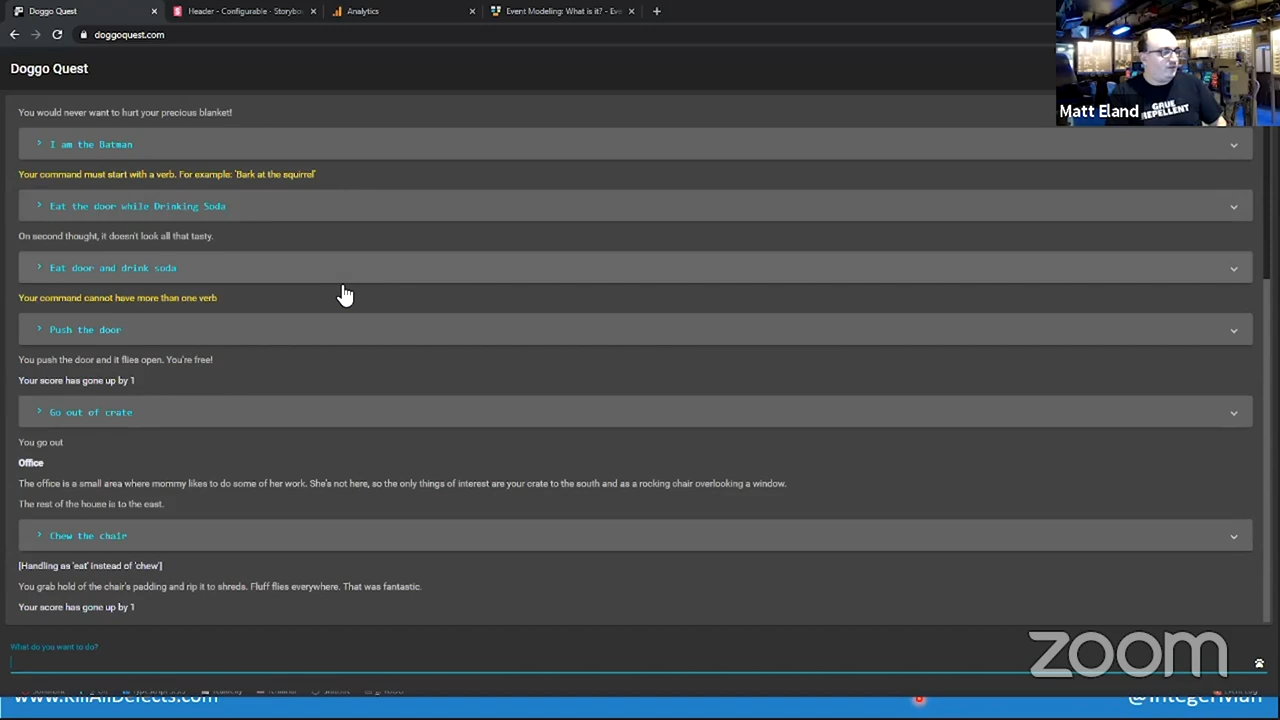 Doggo Quest
Header - Configurable - Storybo
Analytics
Event Modeling: What is it? - Eve
doggoquest.com
Doggo Quest
Matt Eland
GRUE
REPELLENT
You would never want to hurt your precious blanket!
I am the Batman
Your command must start with a verb. For example: 'Bark at the squirrel'
Eat the door while Drinking Soda
On second thought, it doesn't look all that tasty.
Eat door and drink soda
Your command cannot have more than one verb
Push the door
You push the door and it flies open. You're free!
Your score has gone up by 1
Go out of crate
You go out
Office
The office is a small area where mommy likes to do some of her work. She's not here, so the only things of interest are your crate to the south and as a rocking chair overlooking a window.
The rest of the house is to the east.
Chew the chair
[Handling as 'eat' instead of 'chew']
You grab hold of the chair's padding and rip it to shreds. Fluff flies everywhere. That was fantastic.
Your score has gone up by 1
What do you want to do?
zoom
www.KillAllDefects.com
@IntegerMan